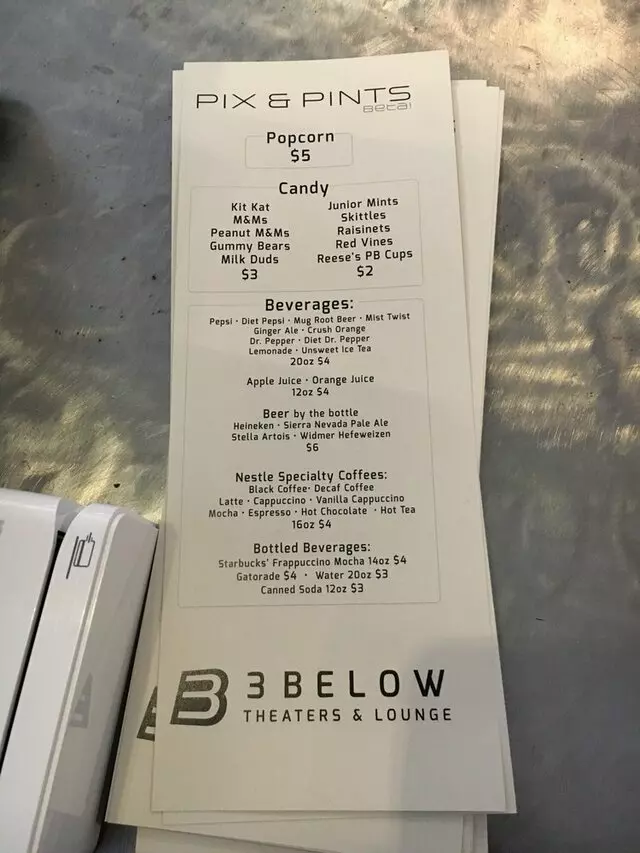 PIX & PINTS
Beta!
Popcorn
$5
Candy
Kit Kat
M&Ms
Peanut M&Ms
Gummy Bears
Milk Duds
$3
Junior Mints
Skittles
Raisinets
Red Vines
Reese's PB Cups
$2
Beverages:
Pepsi · Diet Pepsi · Mug Root Beer · Mist Twist
Ginger Ale · Crush Orange
Dr. Pepper · Diet Dr. Pepper
Lemonade · Unsweet Ice Tea
20oz $4
Apple Juice · Orange Juice
12oz $4
Beer by the bottle
Heineken · Sierra Nevada Pale Ale
Stella Artois · Widmer Hefeweizen
$6
Nestle Specialty Coffees:
Black Coffee· Decaf Coffee
Latte · Cappuccino · Vanilla Cappuccino
Mocha · Espresso · Hot Chocolate · Hot Tea
16oz $4
Bottled Beverages:
Starbucks' Frappuccino Mocha 14oz $4
Gatorade $4 · Water 20oz $3
Canned Soda 12oz $3
3 BELOW
THEATERS & LOUNGE